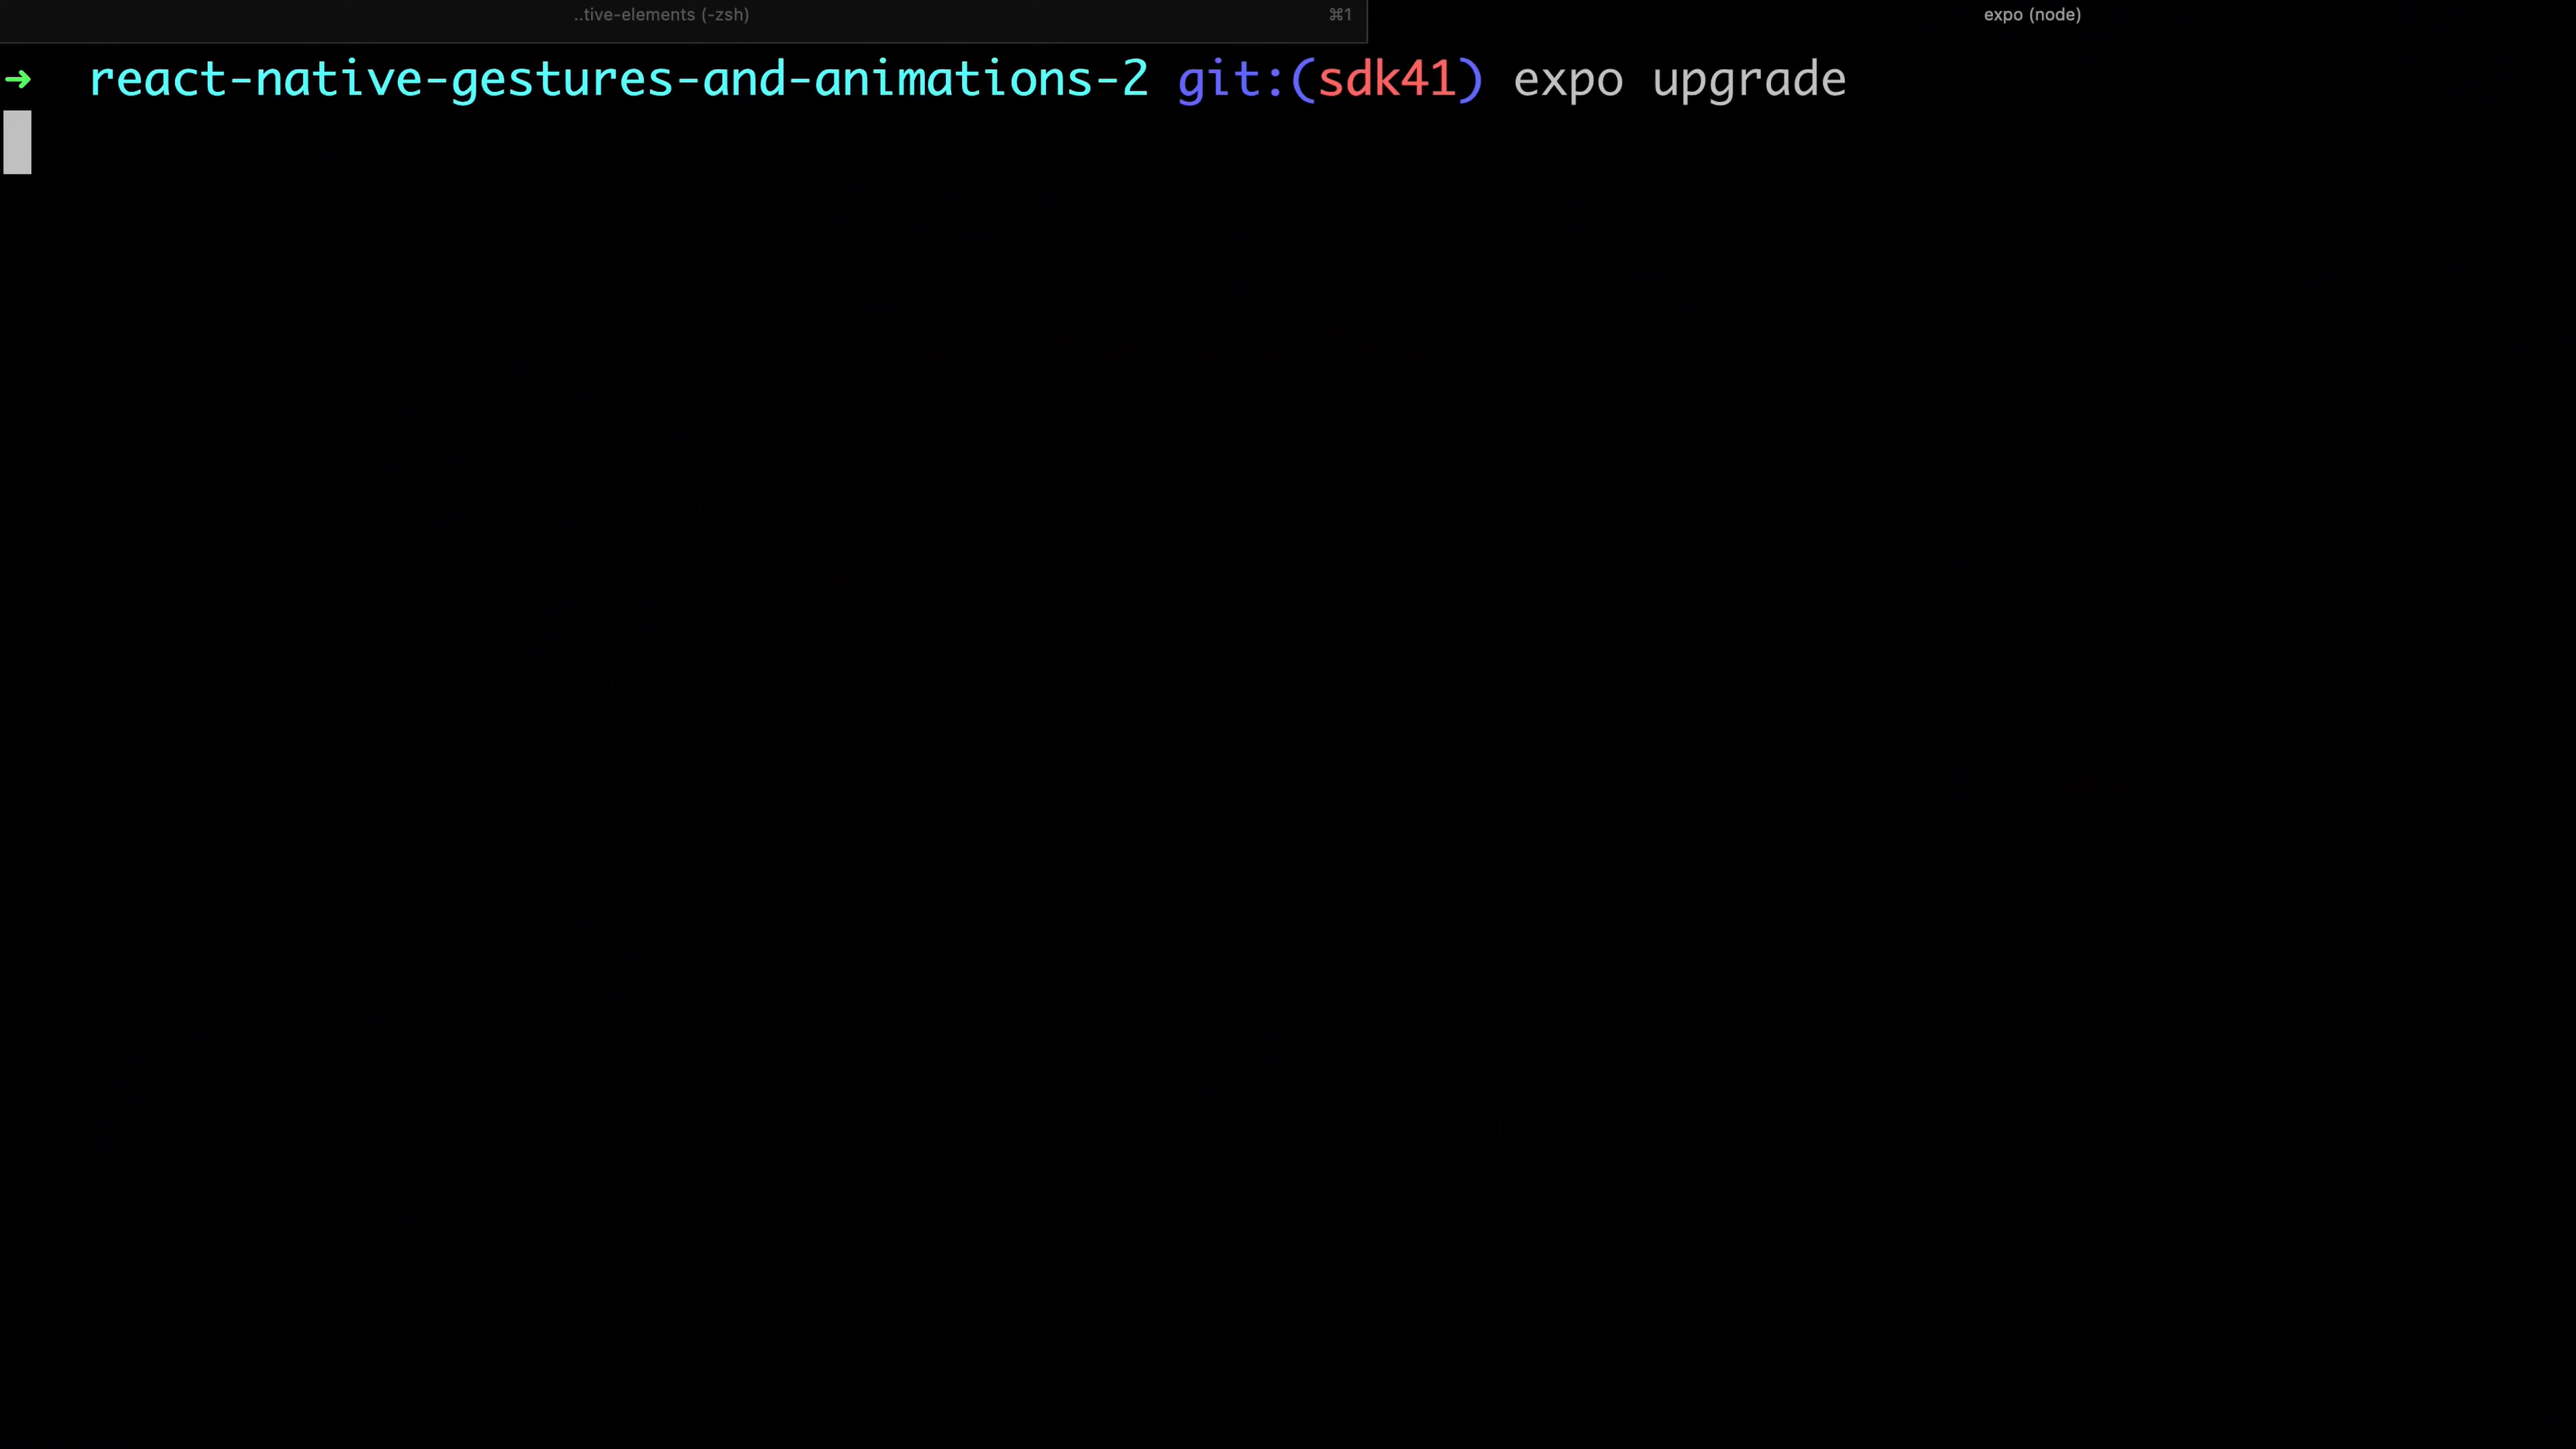 ..tive-elements (-zsh) ⌘1 expo (node)
➜ react-native-gestures-and-animations-2 git:(sdk41) expo upgrade